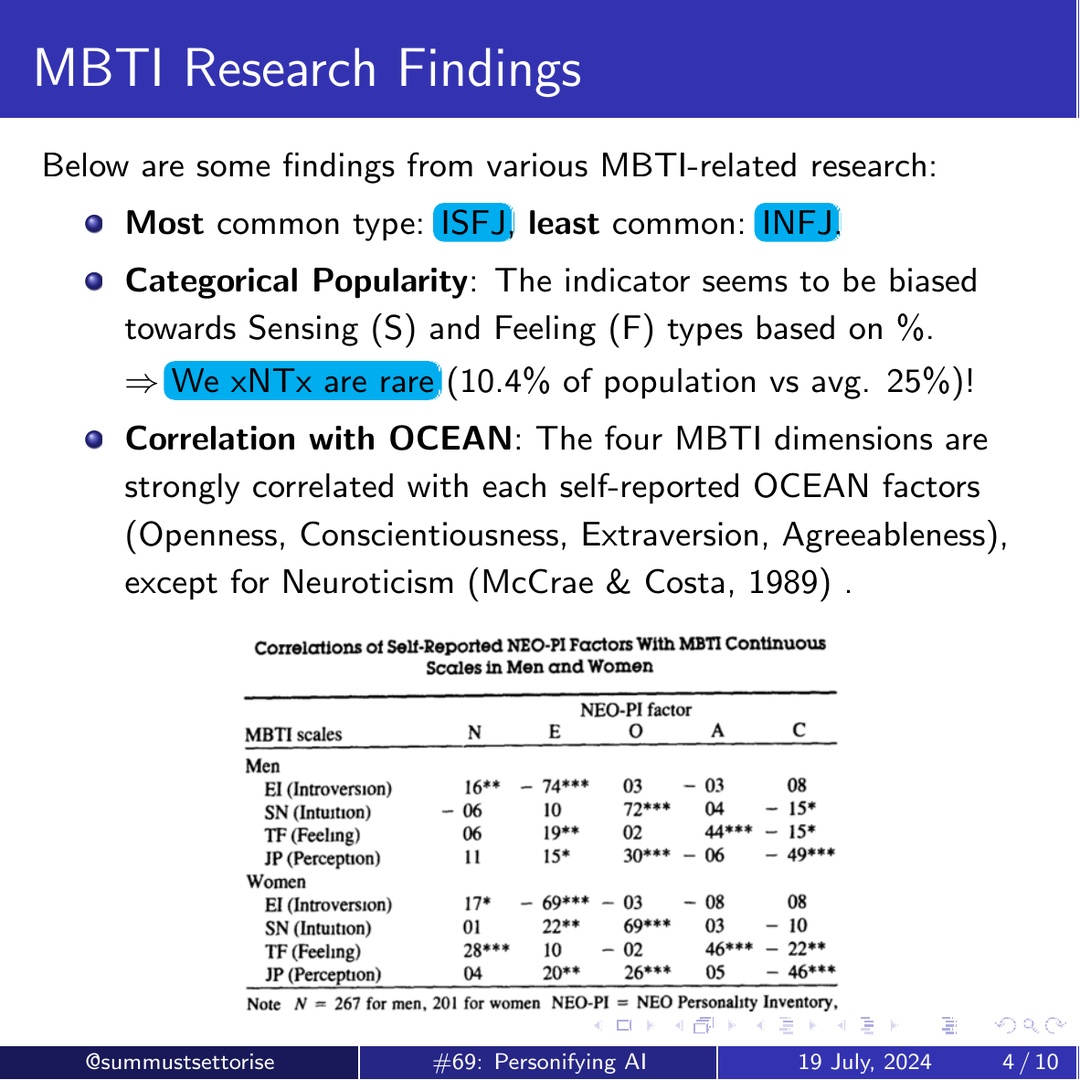 MBTI Research Findings
Below are some findings from various MBTI-related research:
Most common type: ISFJ, least common: INFJ.
Categorical Popularity: The indicator seems to be biased
towards Sensing (S) and Feeling (F) types based on %.
⇒ We xNTx are rare (10.4% of population vs avg. 25%)!
Correlation with OCEAN: The four MBTI dimensions are
strongly correlated with each self-reported OCEAN factors
(Openness, Conscientiousness, Extraversion, Agreeableness),
except for Neuroticism (McCrae & Costa, 1989) .
Correlations of Self-Reported NEO-PI Factors With MBTI Continuous
Scales in Men and Women
NEO-PI factor
MBTI scales N E O A C
Men
EI (Introversion) 16** − 74*** 03 − 03 08
SN (Intuition) − 06 10 72*** 04 − 15*
TF (Feeling) 06 19** 02 44*** − 15*
JP (Perception) 11 15* 30*** − 06 − 49***
Women
EI (Introversion) 17* − 69*** − 03 − 08 08
SN (Intuition) 01 22** 69*** 03 − 10
TF (Feeling) 28*** 10 − 02 46*** − 22**
JP (Perception) 04 20** 26*** 05 − 46***
Note N = 267 for men, 201 for women NEO-PI = NEO Personality Inventory,
@summustsettorise #69: Personifying AI 19 July, 2024 4 / 10